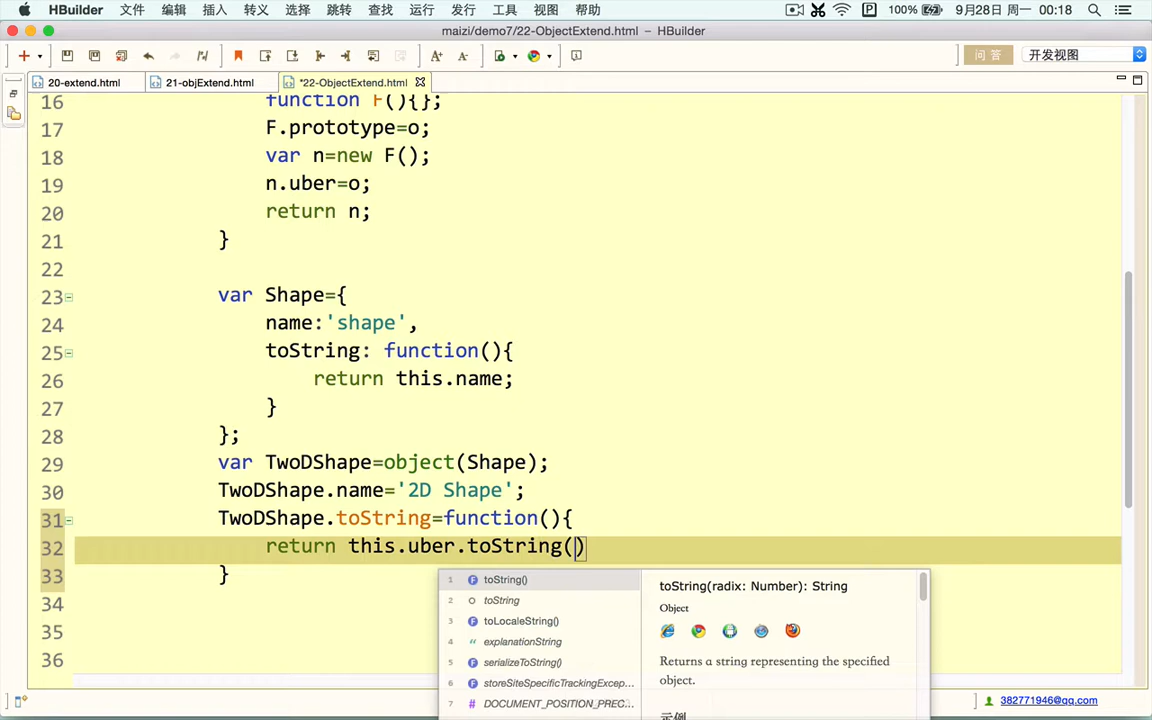 HBuilder 文件 编辑 插入 转义 选择 跳转 查找 运行 发行 工具 视图 帮助 100% 9月28日 周一 00:18
maizi/demo7/22-ObjectExtend.html — HBuilder
问答 开发视图
20-extend.html 21-objExtend.html *22-ObjectExtend.html
16 function F(){};
17 F.prototype=o;
18 var n=new F();
19 n.uber=o;
20 return n;
21 }
22
23 var Shape={
24 name:'shape',
25 toString: function(){
26 return this.name;
27 }
28 };
29 var TwoDShape=object(Shape);
30 TwoDShape.name='2D Shape';
31 TwoDShape.toString=function(){
32 return this.uber.toString()
33 }
34
35
36
1 F toString()
2 toString
3 F toLocaleString()
4 explanationString
5 F serializeToString()
6 F storeSiteSpecificTrackingExcep...
7 # DOCUMENT_POSITION_PREC...
toString(radix: Number): String
Object
Returns a string representing the specified
object.
示例
382771946@qq.com